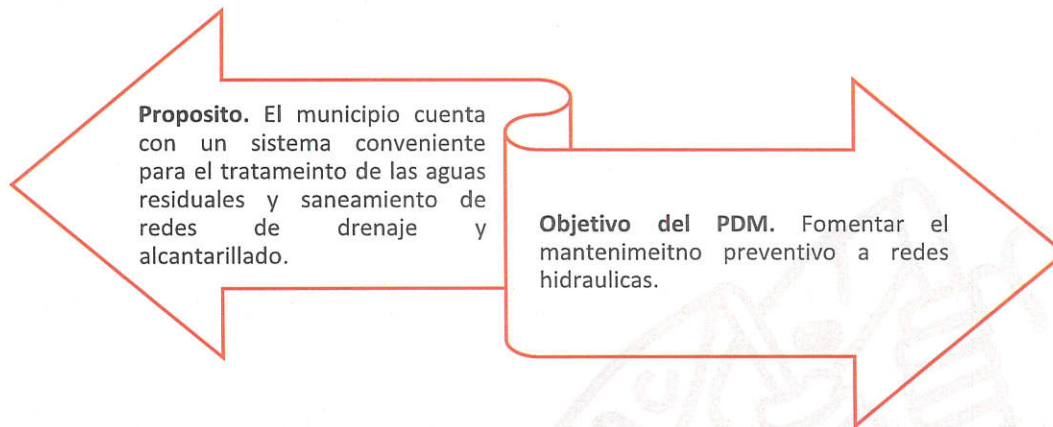 Proposito. El municipio cuenta
con un sistema conveniente
para el tratameinto de las aguas
residuales y saneamiento de
redes de drenaje y
alcantarillado.
Objetivo del PDM. Fomentar el
mantenimeitno preventivo a redes
hidraulicas.